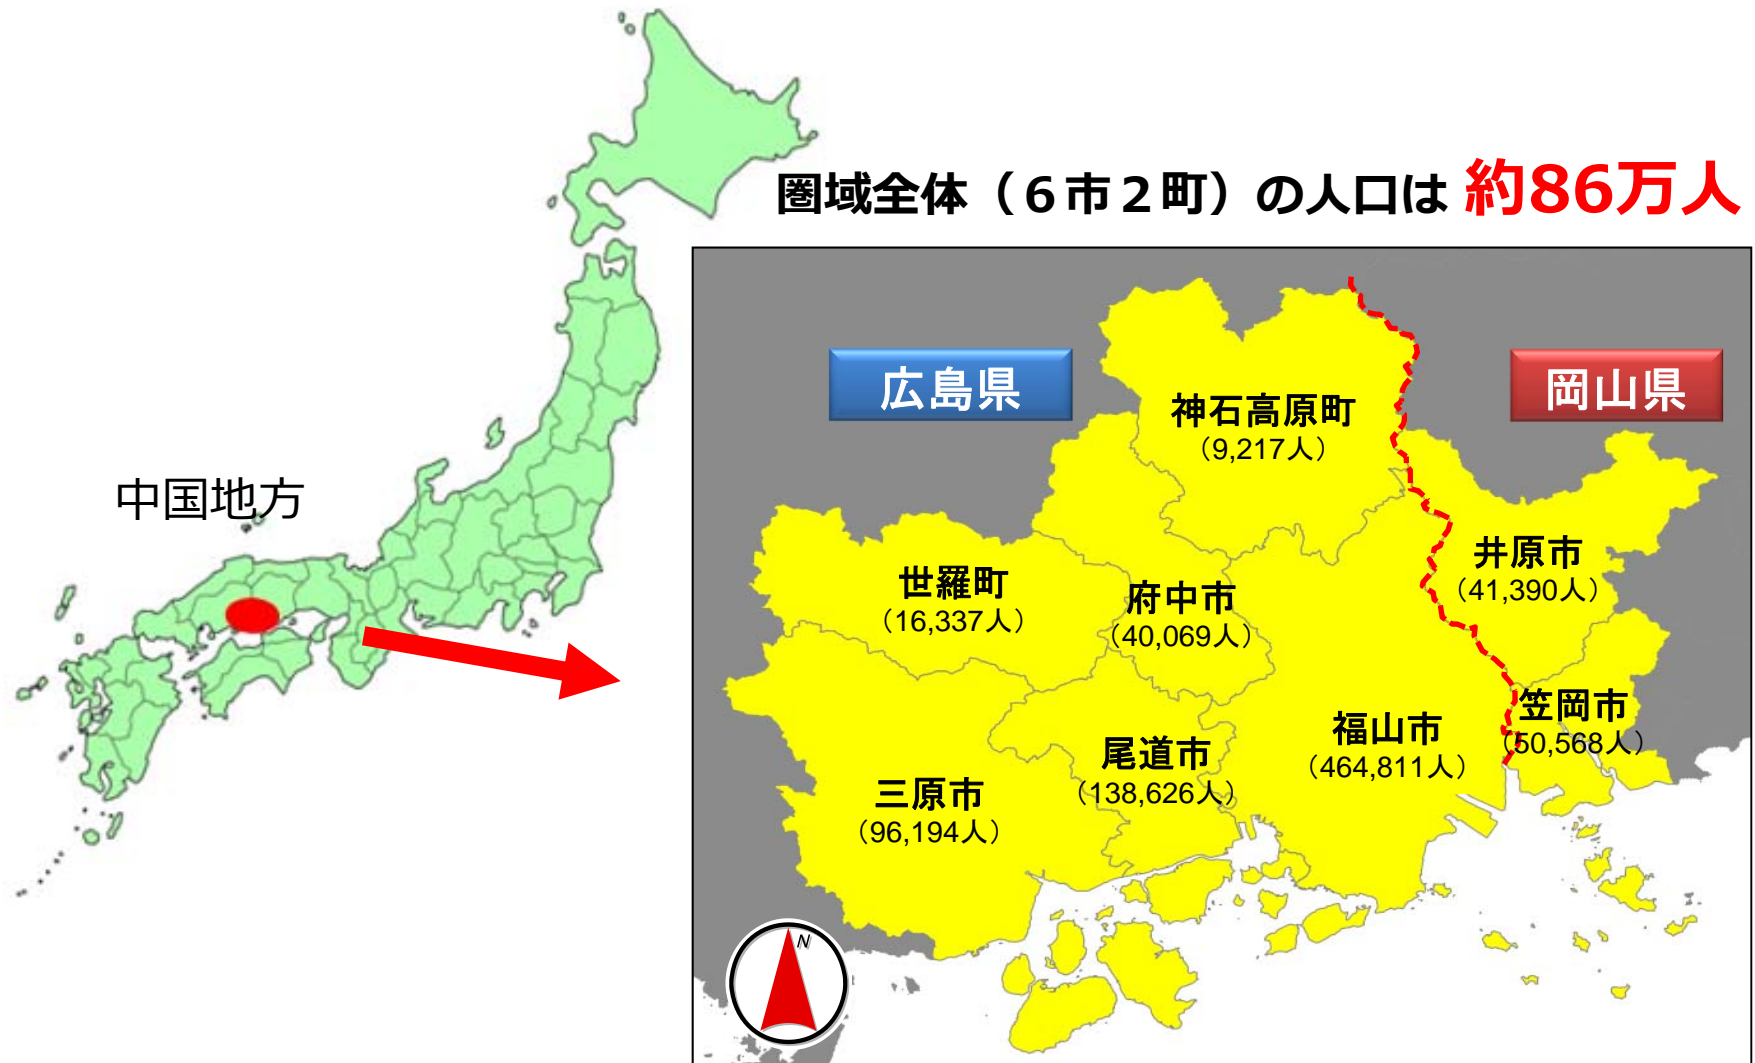 圏域全体（６市２町）の人口は 約86万人
広島県
岡山県
神石高原町
（9,217人）
中国地方
井原市
（41,390人）
世羅町
（16,337人）
府中市
（40,069人）
笠岡市
（50,568人）
福山市
（464,811人）
尾道市
（138,626人）
三原市
（96,194人）
N